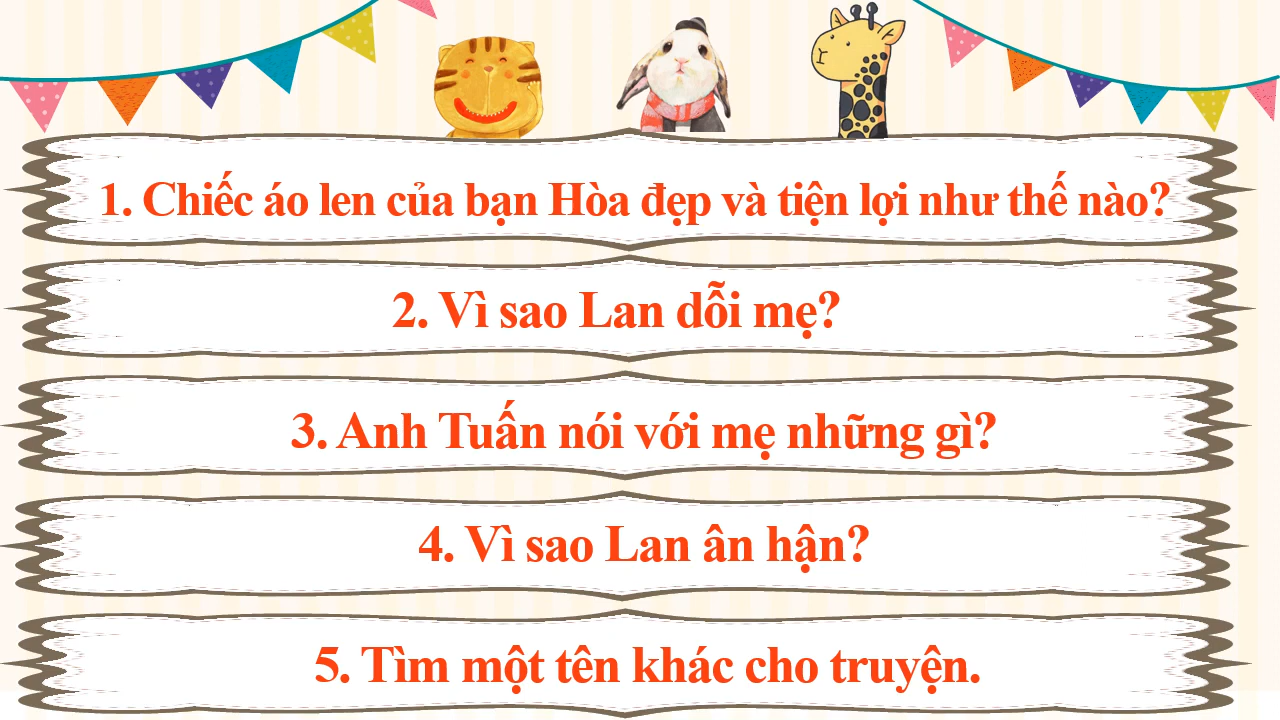 1. Chiếc áo len của bạn Hòa đẹp và tiện lợi như thế nào?
2. Vì sao Lan dỗi mẹ?
3. Anh Tuấn nói với mẹ những gì?
4. Vì sao Lan ân hận?
5. Tìm một tên khác cho truyện.